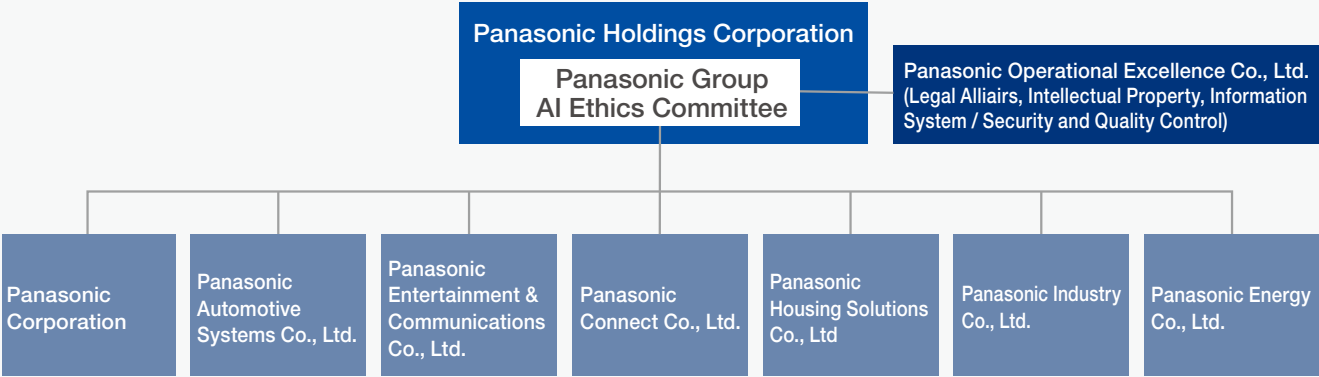 Panasonic Holdings Corporation
Panasonic Group
AI Ethics Committee
Panasonic Operational Excellence Co., Ltd.
(Legal Alliairs, Intellectual Property, Information
System / Security and Quality Control)
Panasonic
Corporation
Panasonic
Automotive
Systems Co., Ltd.
Panasonic
Entertainment &
Communications
Co., Ltd.
Panasonic
Connect Co., Ltd.
Panasonic
Housing Solutions
Co., Ltd
Panasonic Industry
Co., Ltd.
Panasonic Energy
Co., Ltd.